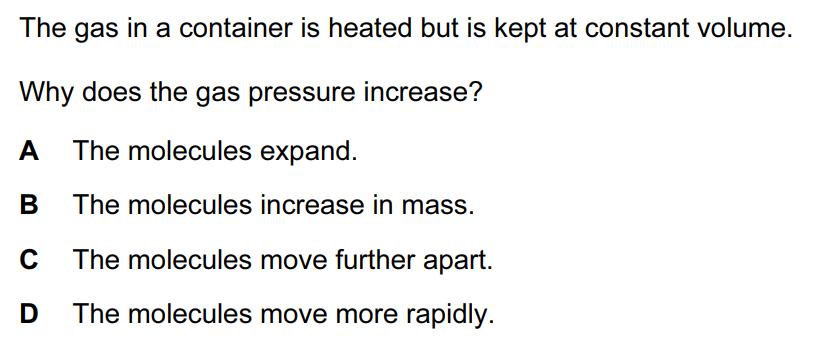 The gas in a container is heated but is kept at constant volume.
Why does the gas pressure increase?
A The molecules expand.
B The molecules increase in mass.
C The molecules move further apart.
D The molecules move more rapidly.